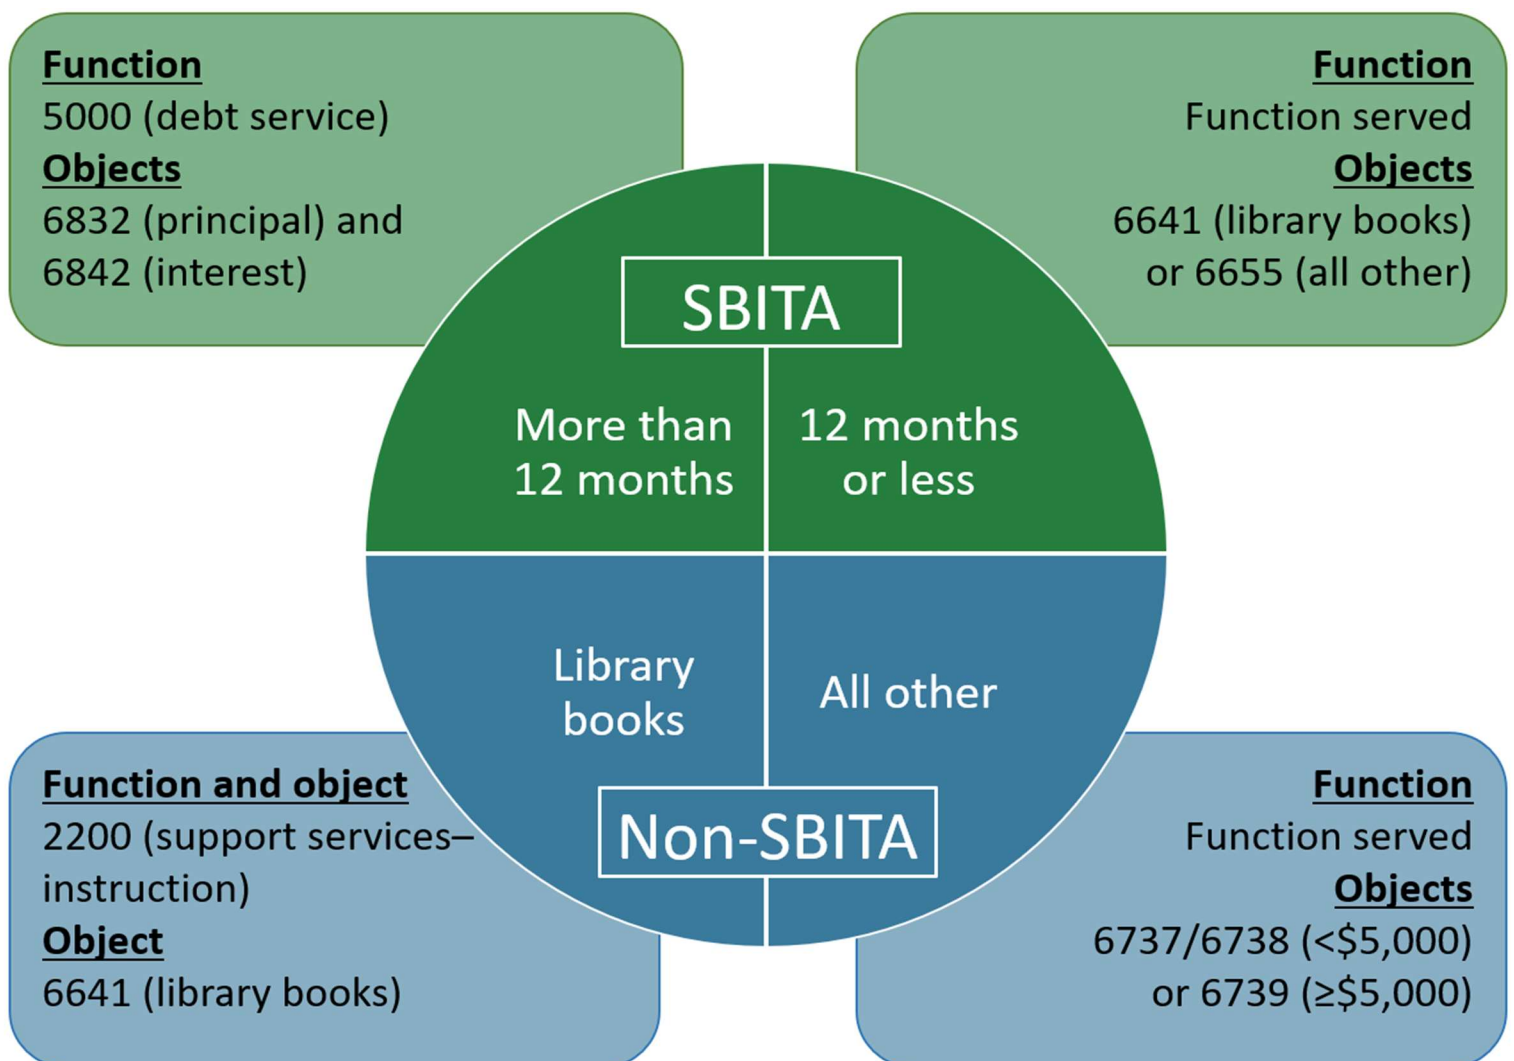 Function
5000 (debt service)
Objects
6832 (principal) and
6842 (interest)
Function
Function served
Objects
6641 (library books)
or 6655 (all other)
SBITA
More than
12 months
12 months
or less
Library
books
All other
Non-SBITA
Function and object
2200 (support services–
instruction)
Object
6641 (library books)
Function
Function served
Objects
6737/6738 (<$5,000)
or 6739 (≥$5,000)